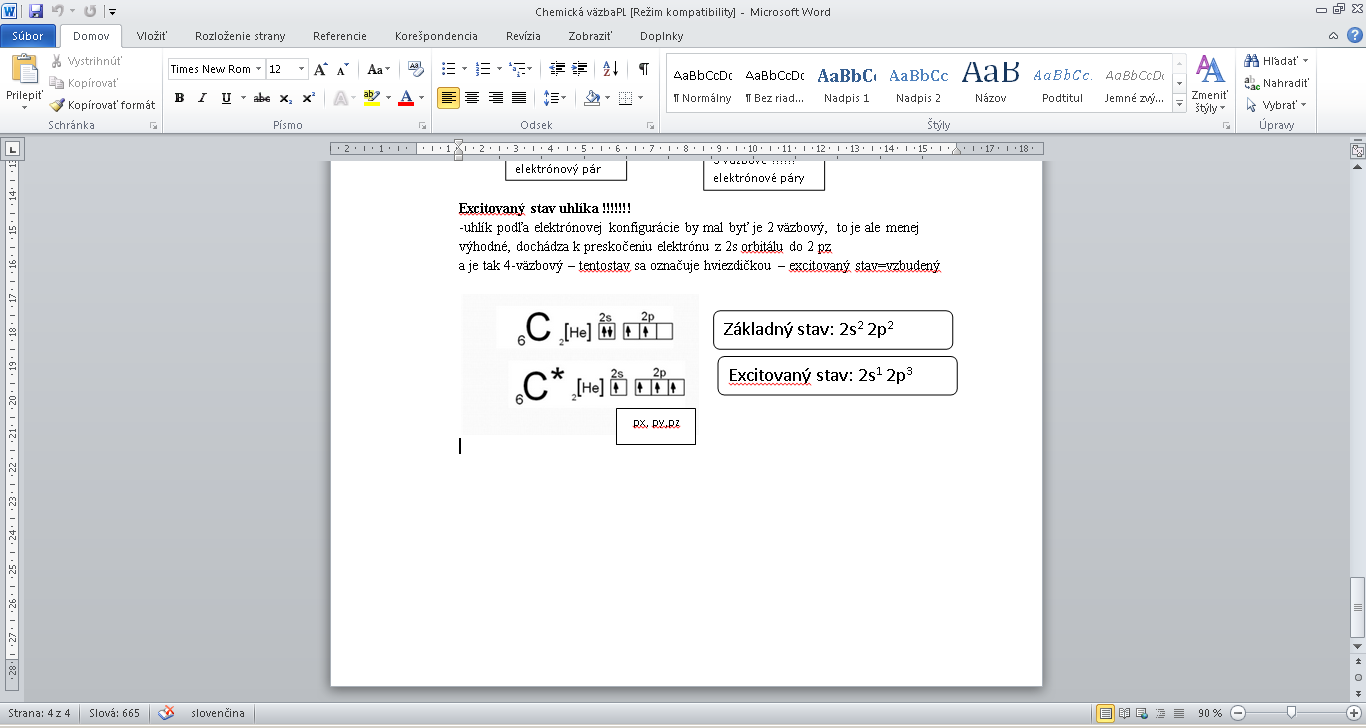 Chemická väzbaPL [Režim kompatibility] - Microsoft Word
Súbor Domov Vložiť Rozloženie strany Referencie Korešpondencia Revízia Zobraziť Doplnky
Prilepiť
Vystrihnúť
Kopírovať
Kopírovať formát
Schránka
Times New Rom 12
Písmo
Odsek
AaBbCcDc AaBbCcDc AaBbCc AaBbCc AaB AaBbCc. AaBbCcDc
¶ Normálny ¶ Bez riad... Nadpis 1 Nadpis 2 Názov Podtitul Jemné zvý...
Štýly
Zmeniť štýly
Hľadať
Nahradiť
Vybrať
Úpravy
elektrónový pár
elektrónové páry
Excitovaný stav uhlíka !!!!!!!
-uhlík podľa elektrónovej konfigurácie by mal byť je 2 väzbový, to je ale menej
výhodné, dochádza k preskočeniu elektrónu z 2s orbitálu do 2 pz
a je tak 4-väzbový – tentostav sa označuje hviezdičkou – excitovaný stav=vzbudený
6 C 2 [He] 2s 2p
Základný stav: 2s² 2p²
6 C* 2 [He] 2s 2p
Excitovaný stav: 2s¹ 2p³
px, py,pz
Strana: 4 z 4 Slová: 665 slovenčina 90 %